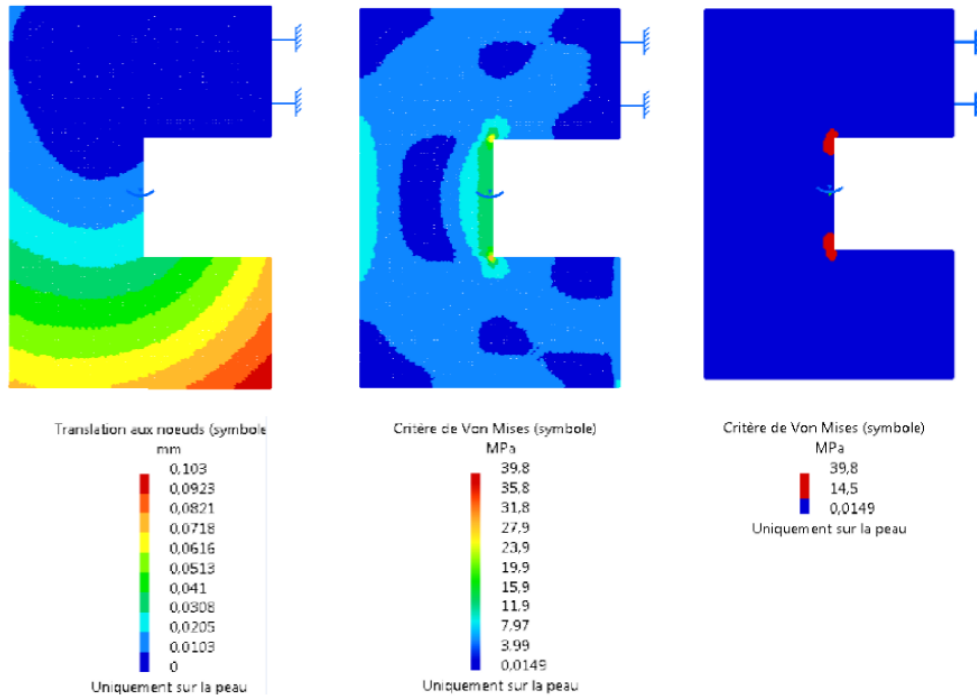 Translation aux noeuds (symbole
mm
0,103
0,0923
0,0821
0,0718
0,0616
0,0513
0,041
0,0308
0,0205
0,0103
0
Uniquement sur la peau
Critère de Von Mises (symbole)
MPa
39,8
35,8
31,8
27,9
23,9
19,9
15,9
11,9
7,97
3,99
0,0149
Uniquement sur la peau
Critère de Von Mises (symbole)
MPa
39,8
14,5
0,0149
Uniquement sur la peau